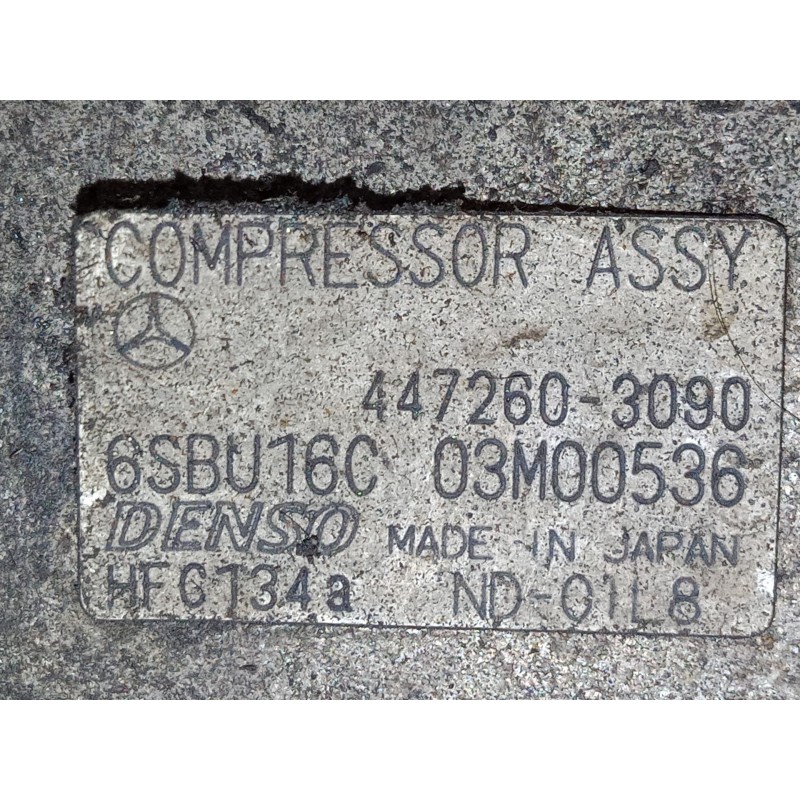 COMPRESSOR ASSY
447260-3090
6SBU16C 03M00536
DENSO MADE IN JAPAN
HFC134a ND-OIL8